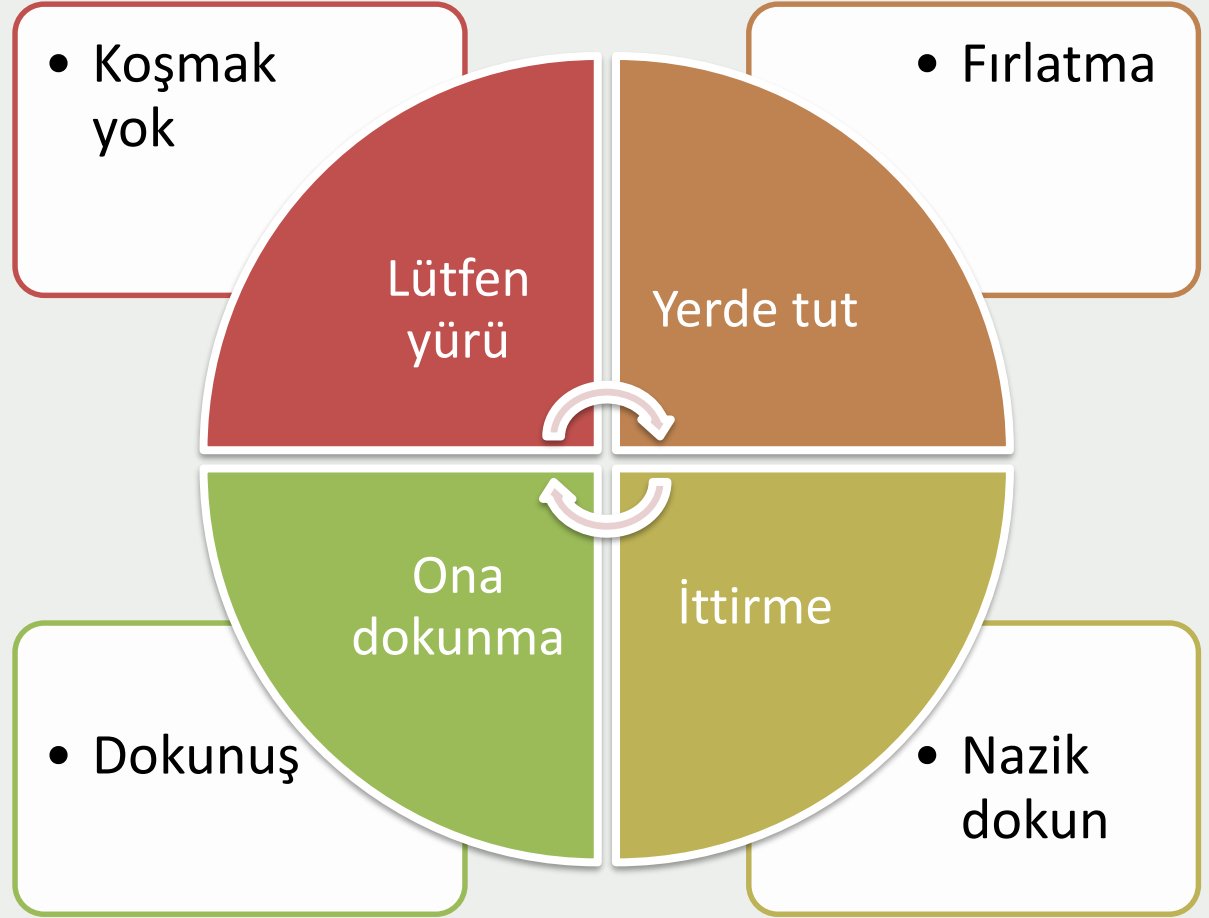 • Koşmak
yok
• Fırlatma
Lütfen
yürü
Yerde tut
Ona
dokunma
İttirme
• Dokunuş
• Nazik
dokun